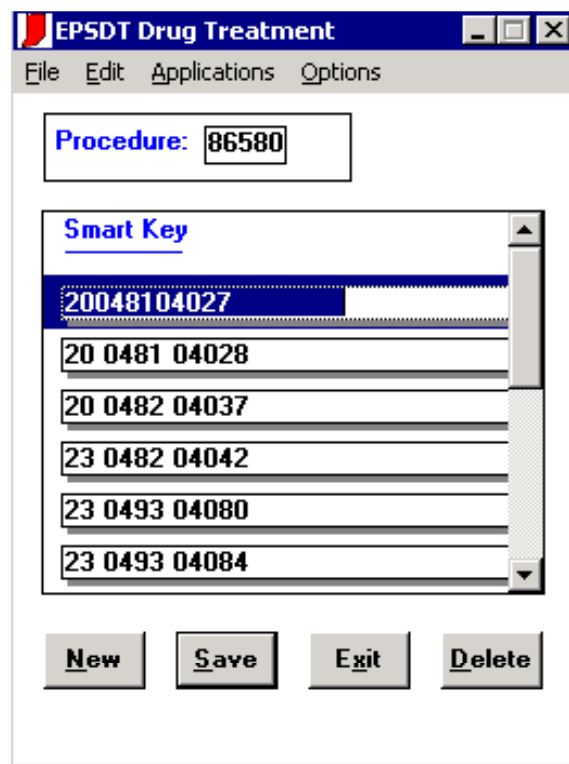 EPSDT Drug Treatment
File Edit Applications Options
Procedure: 86580
Smart Key
20048104027
20 0481 04028
20 0482 04037
23 0482 04042
23 0493 04080
23 0493 04084
New Save Exit Delete